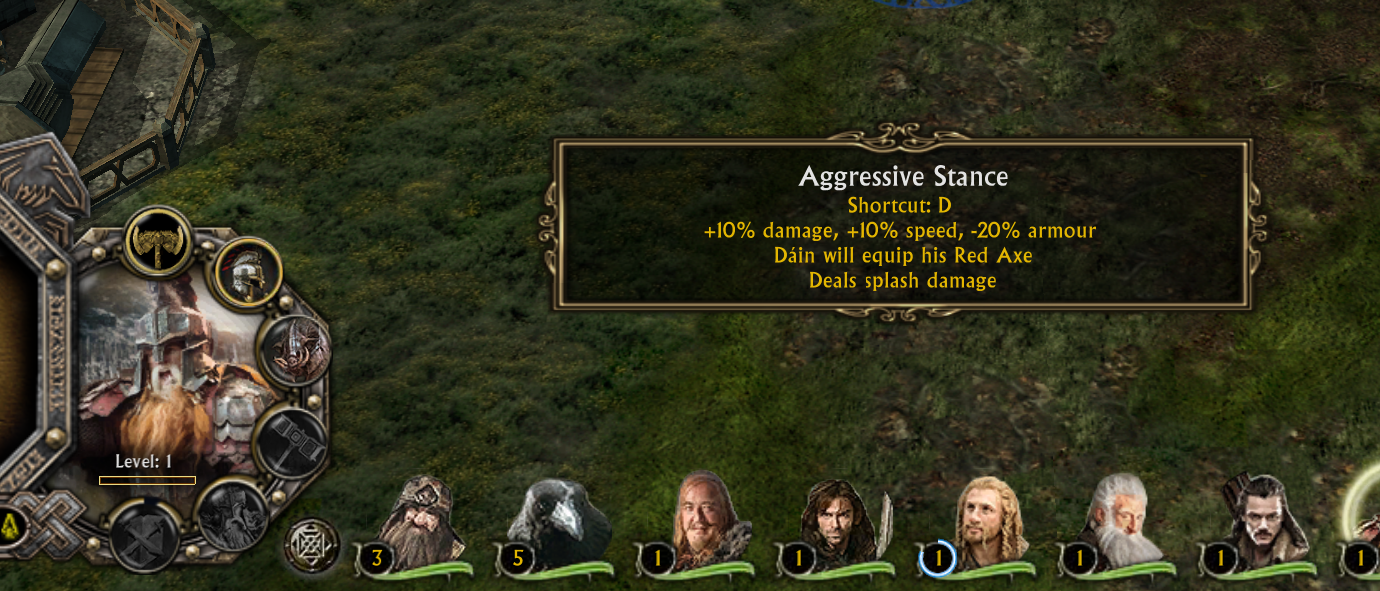 Aggressive Stance
Shortcut: D
+10% damage, +10% speed, -20% armour
Dáin will equip his Red Axe
Deals splash damage
Level: 1
3
5
1
1
1
1
1
1